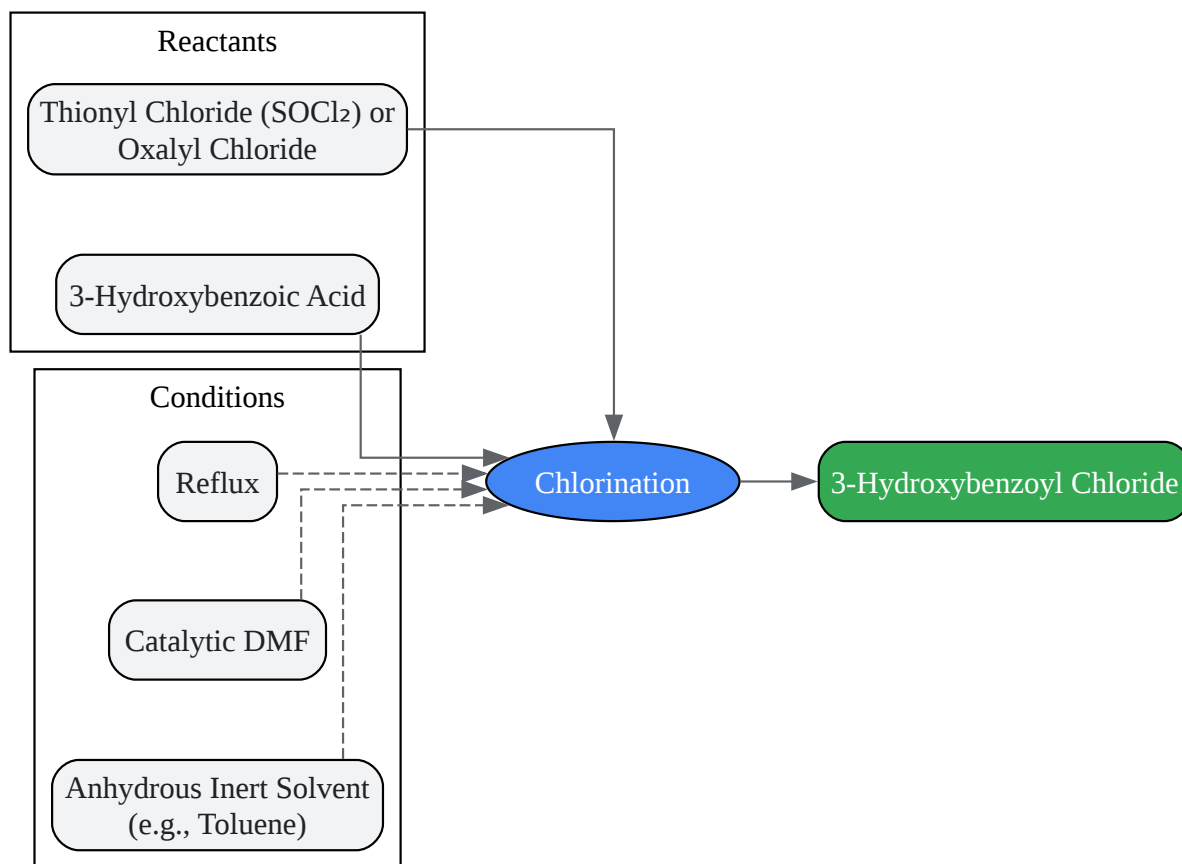 Reactants
Thionyl Chloride (SOCl₂) or
Oxalyl Chloride
3-Hydroxybenzoic Acid
Conditions
Reflux
Catalytic DMF
Anhydrous Inert Solvent
(e.g., Toluene)
Chlorination
3-Hydroxybenzoyl Chloride